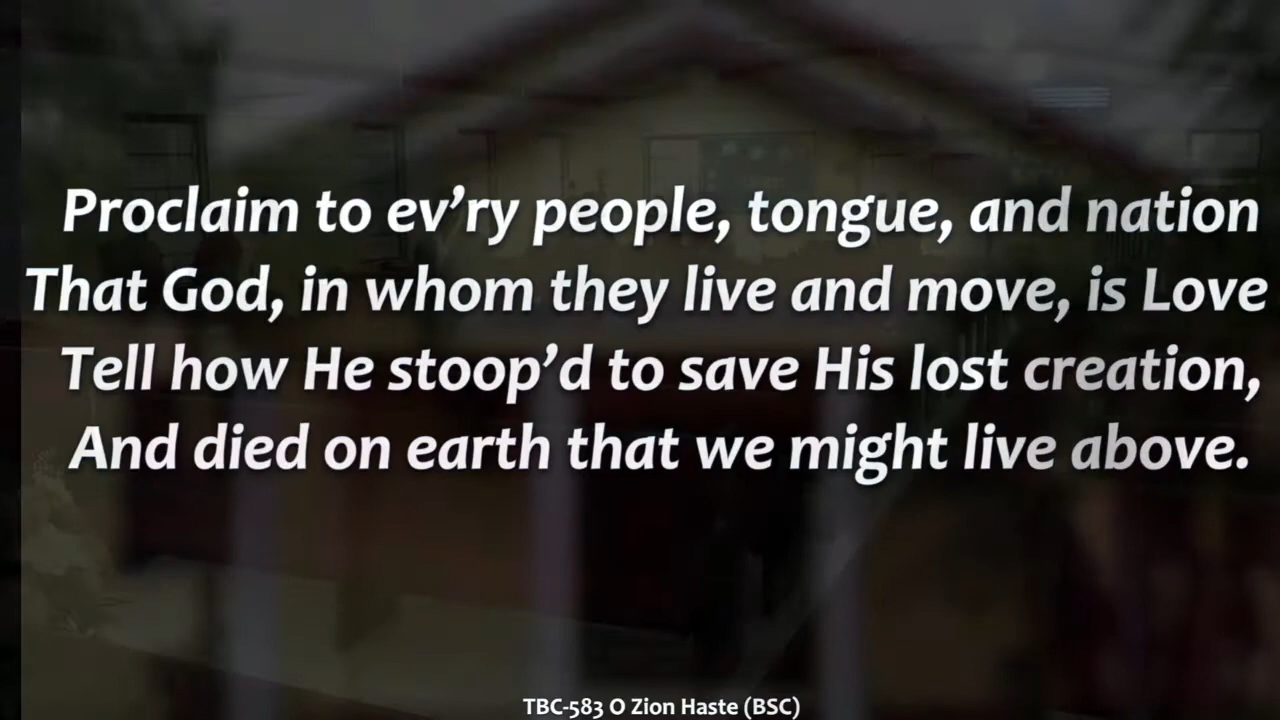 Proclaim to ev’ry people, tongue, and nation
That God, in whom they live and move, is Love
Tell how He stoop’d to save His lost creation,
And died on earth that we might live above.
TBC-583 O Zion Haste (BSC)